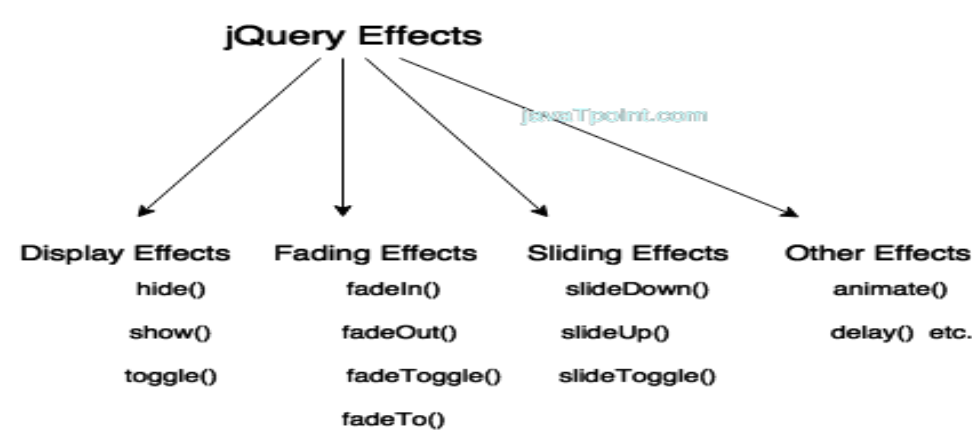 jQuery Effects
javaTpoint.com
Display Effects
hide()
show()
toggle()
Fading Effects
fadeIn()
fadeOut()
fadeToggle()
fadeTo()
Sliding Effects
slideDown()
slideUp()
slideToggle()
Other Effects
animate()
delay() etc.